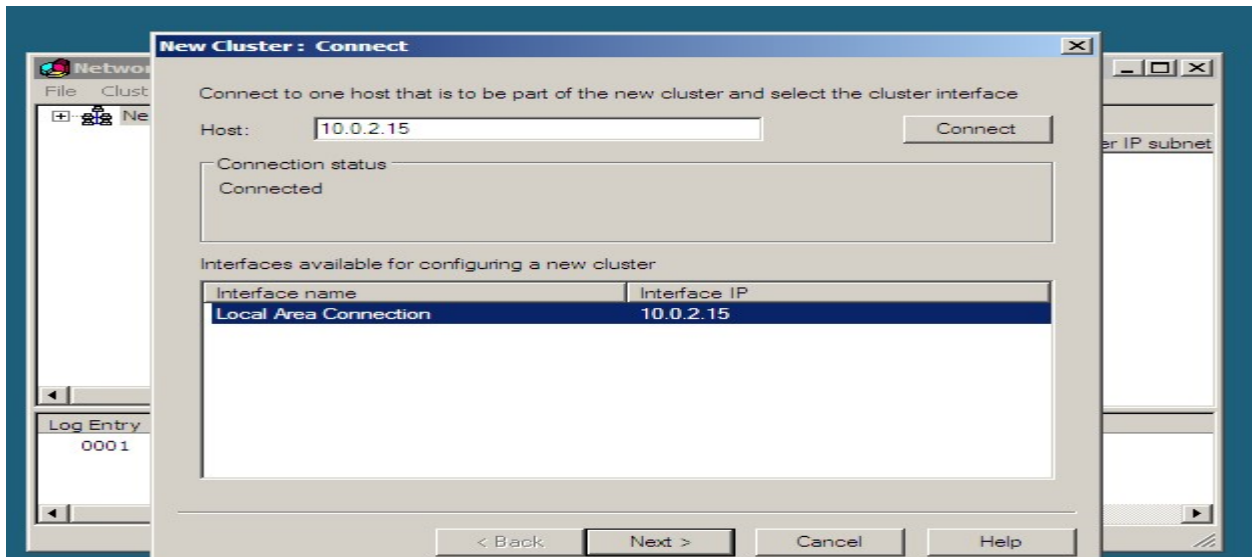 New Cluster : Connect
Networ
File Clust
Connect to one host that is to be part of the new cluster and select the cluster interface
Ne
Host: 10.0.2.15 Connect
er IP subnet
Connection status
Connected
Interfaces available for configuring a new cluster
Interface name Interface IP
Local Area Connection 10.0.2.15
Log Entry
0001
< Back Next > Cancel Help